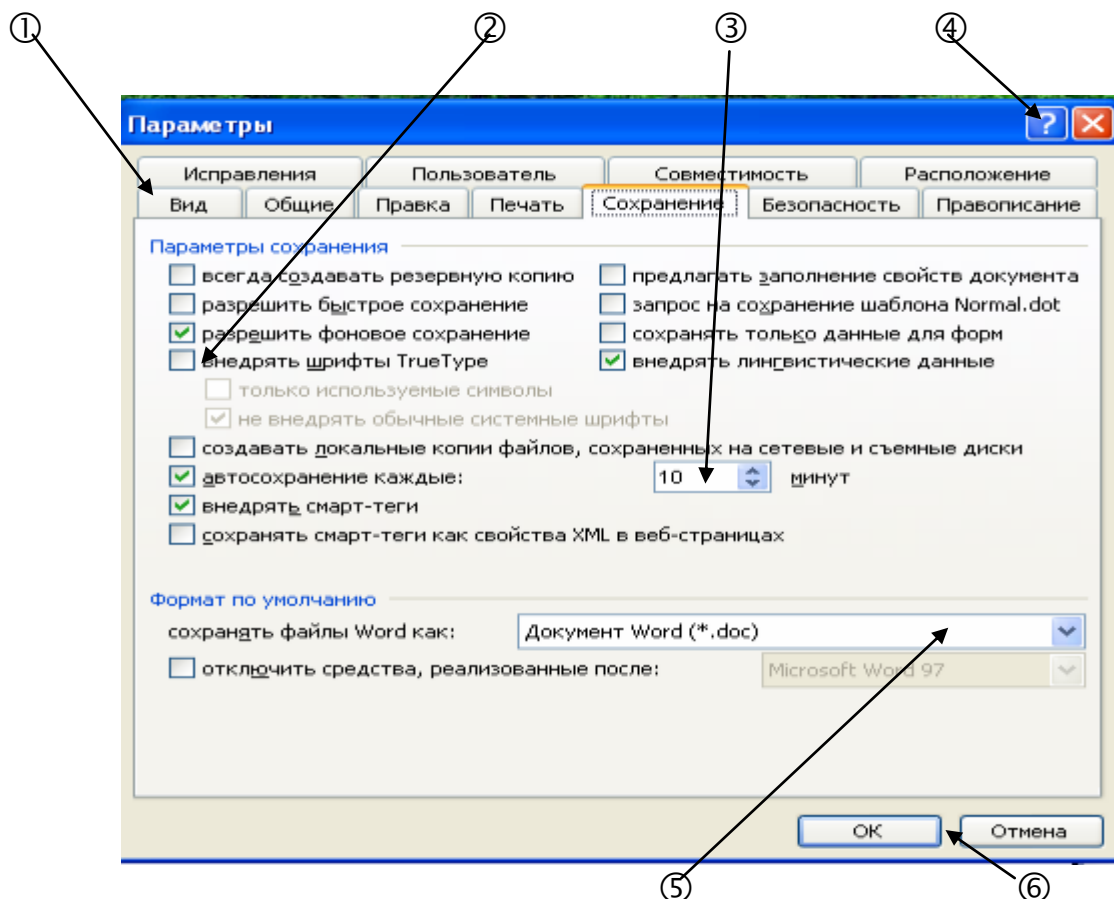 ① ② ③ ④
Параметры ?
Исправления Пользователь Совместимость Расположение
Вид Общие Правка Печать Сохранение Безопасность Правописание
Параметры сохранения
всегда создавать резервную копию предлагать заполнение свойств документа
разрешить быстрое сохранение запрос на сохранение шаблона Normal.dot
разрешить фоновое сохранение сохранять только данные для форм
внедрять шрифты TrueType внедрять лингвистические данные
только используемые символы
не внедрять обычные системные шрифты
создавать локальные копии файлов, сохраненных на сетевые и съемные диски
автосохранение каждые: 10 минут
внедрять смарт-теги
сохранять смарт-теги как свойства XML в веб-страницах
Формат по умолчанию
сохранять файлы Word как: Документ Word (*.doc)
отключить средства, реализованные после: Microsoft Word 97
ОК Отмена
⑤ ⑥